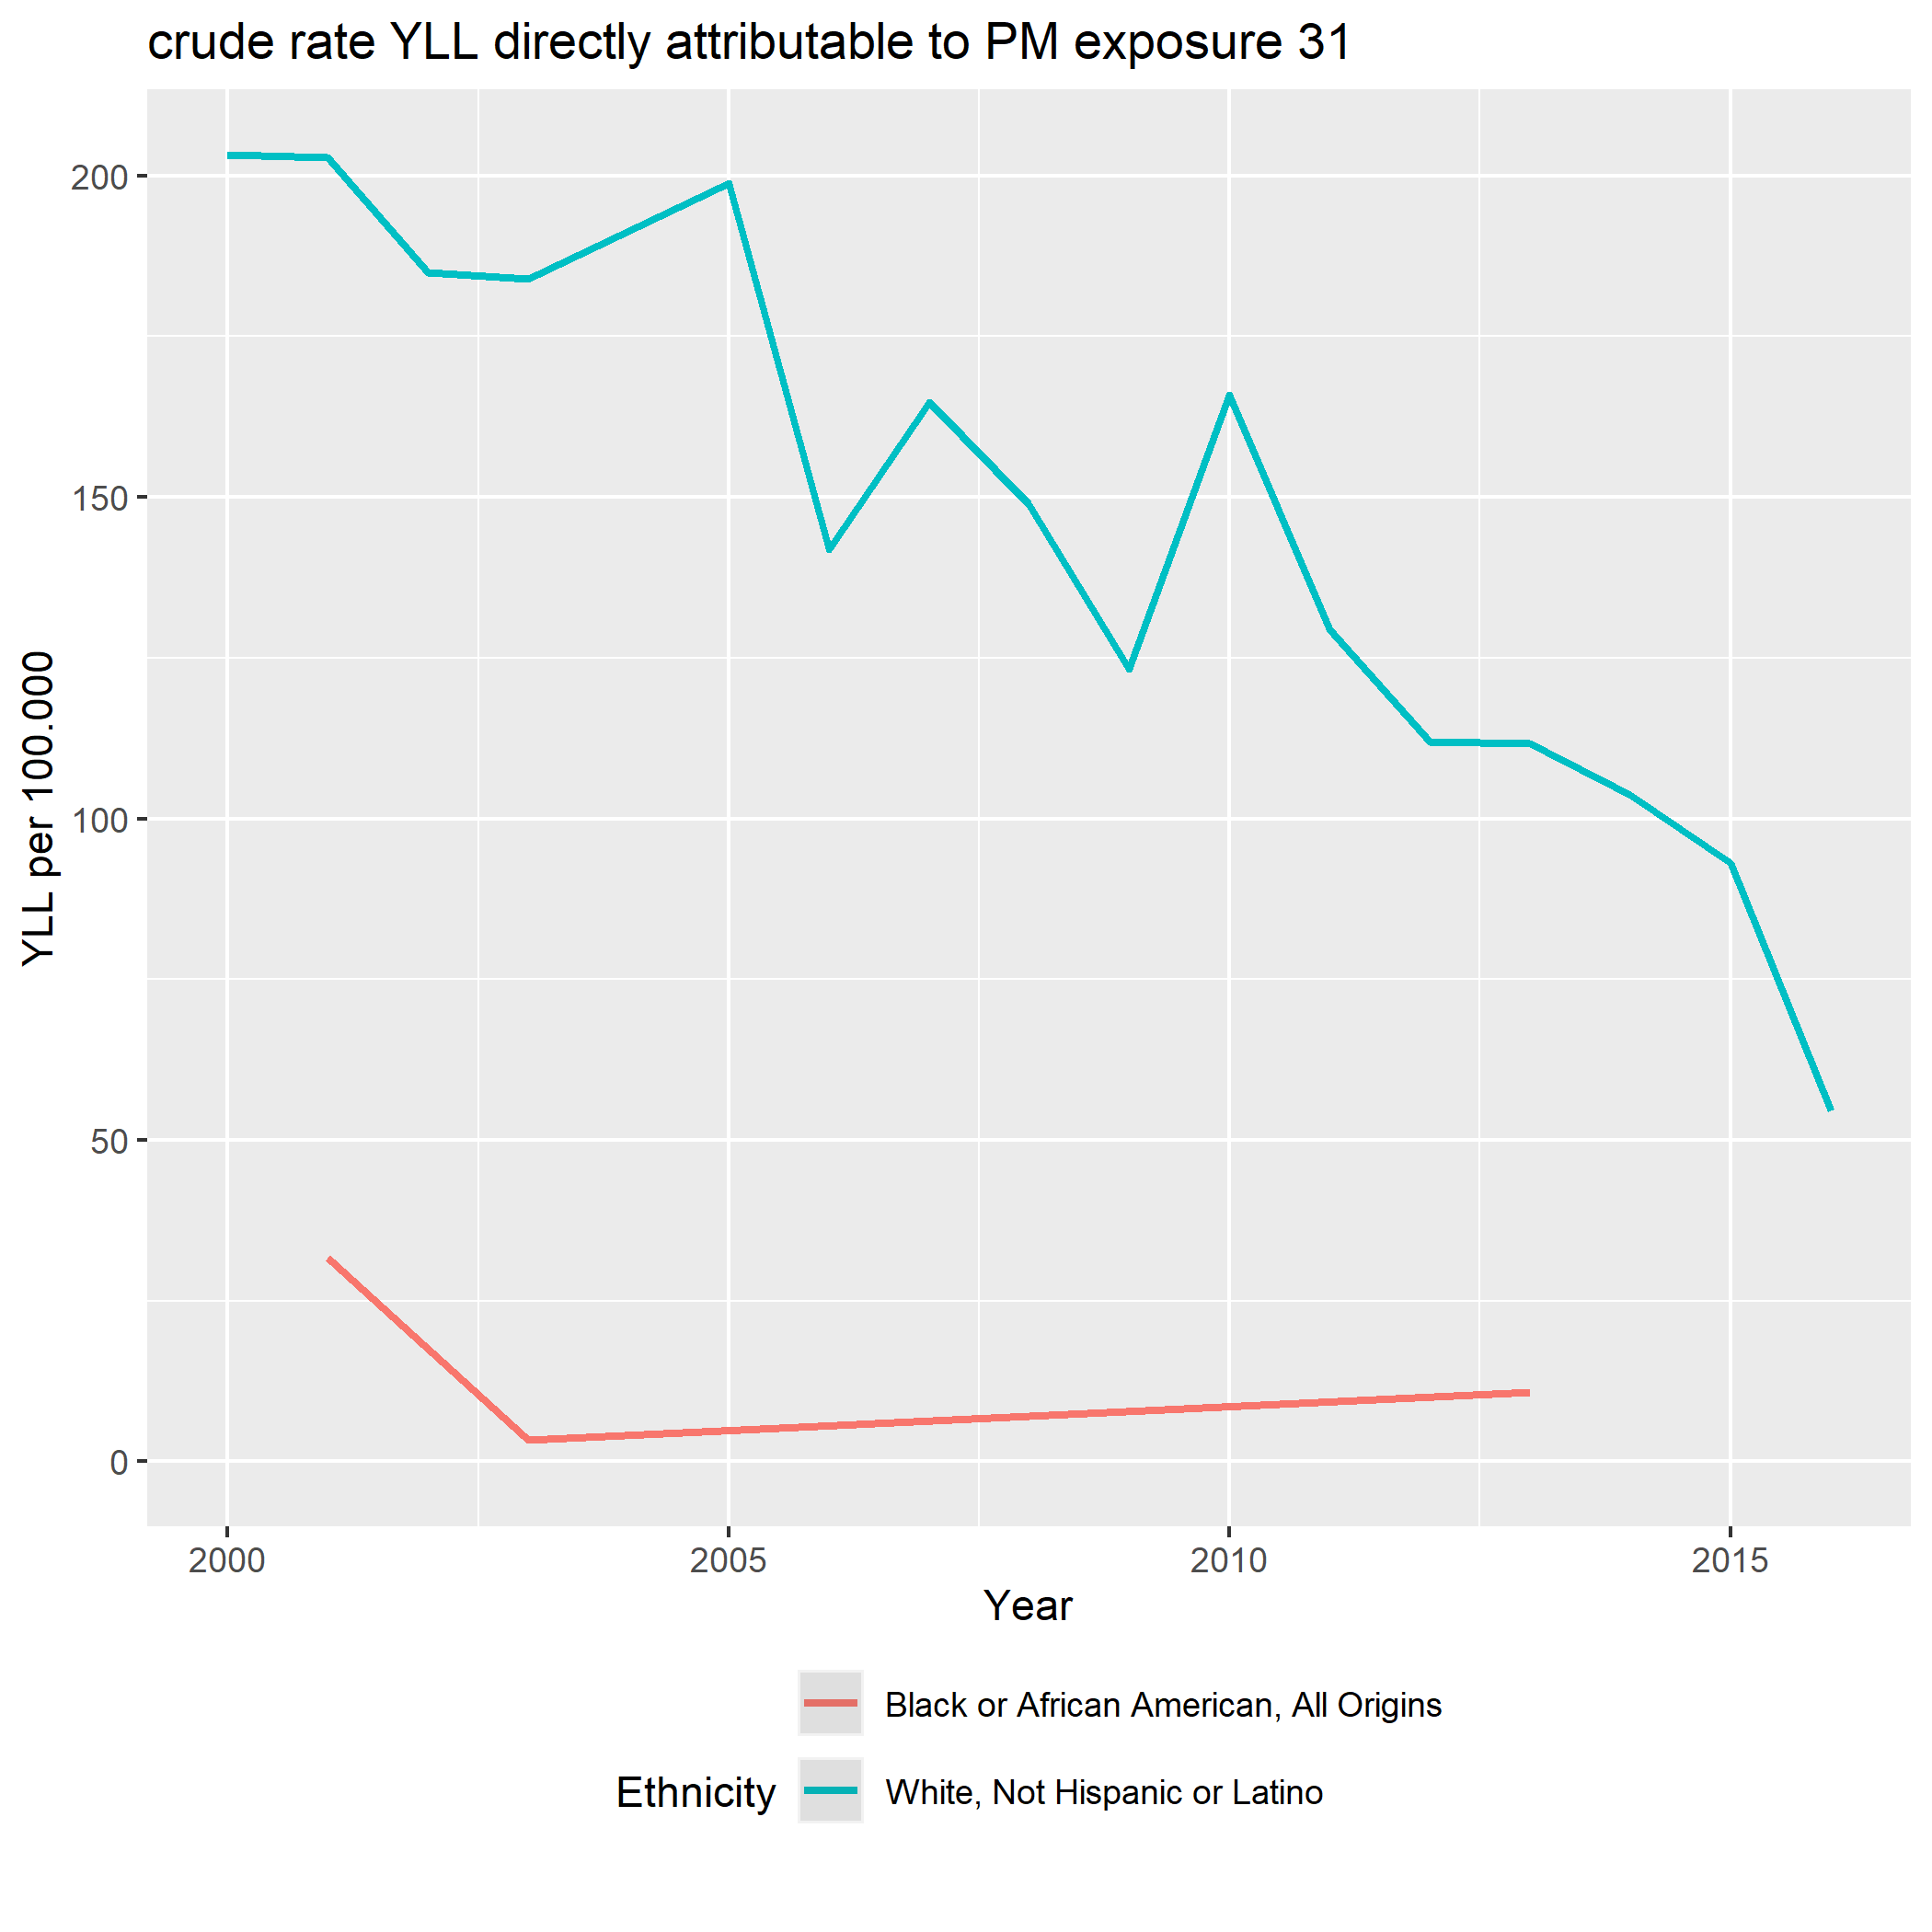 crude rate YLL directly attributable to PM exposure 31
YLL per 100.000
200
150
100
50
0
2000 2005 2010 2015
Year
Ethnicity
Black or African American, All Origins
White, Not Hispanic or Latino